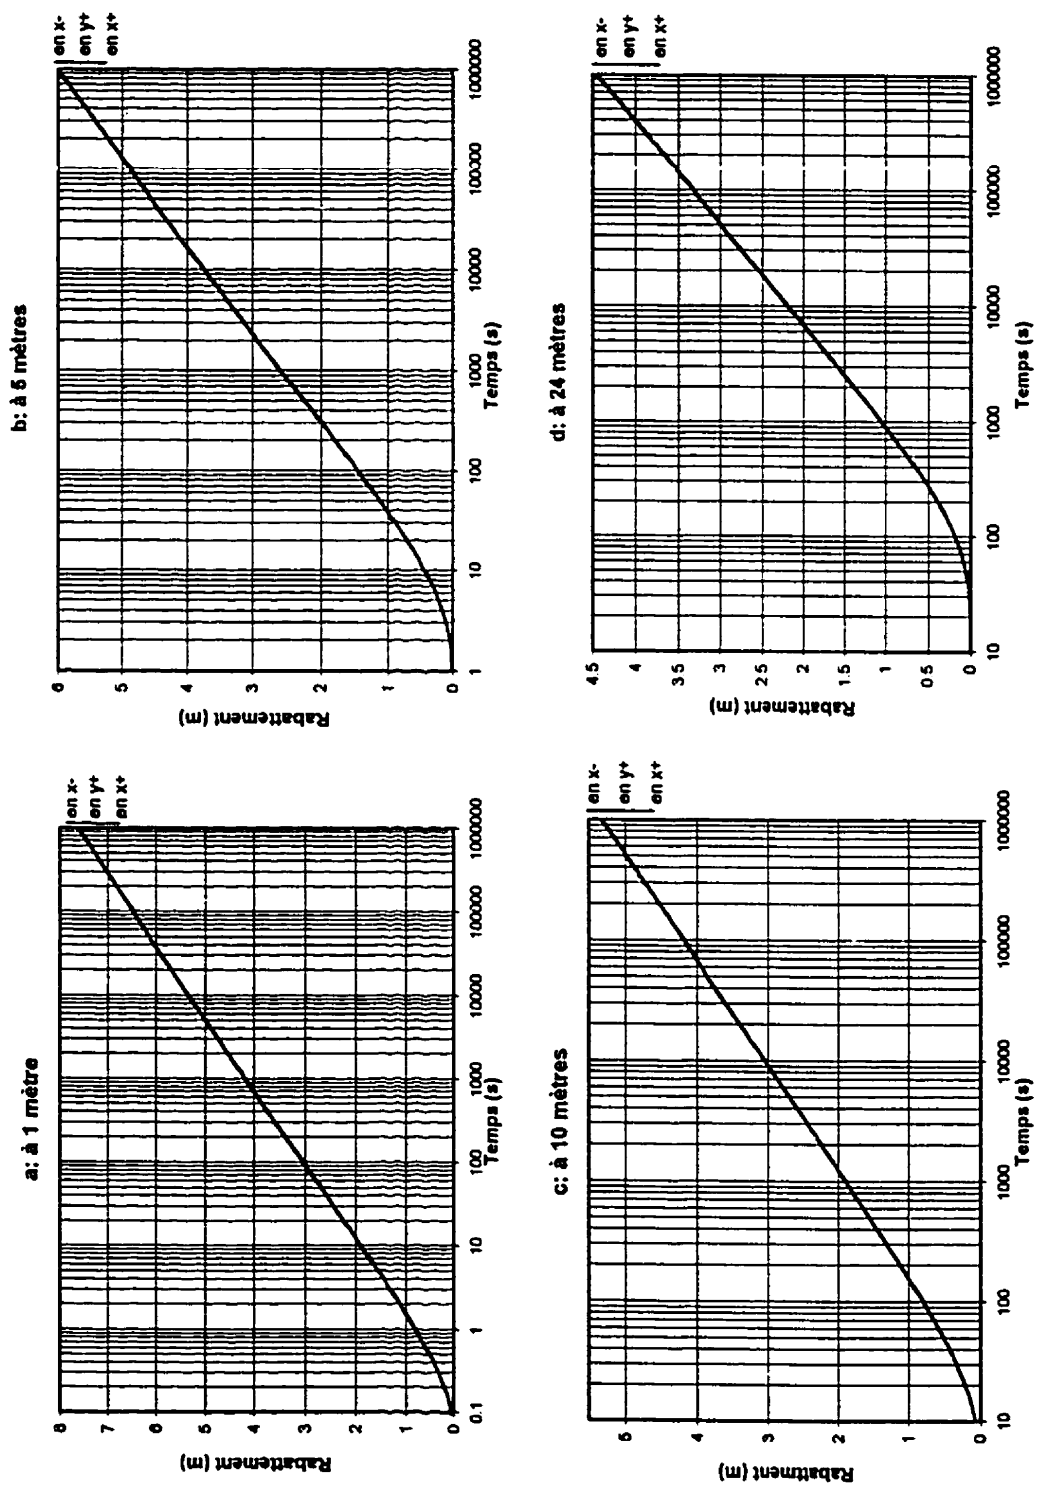 a: à 1 mètre
8
7
6
5
4
3
2
1
0
Rabattement (m)
0.1 1 10 100 1000 10000 100000 1000000
Temps (s)
en x-
en y+
en x+
b: à 5 mètres
6
5
4
3
2
1
0
Rabattement (m)
1 10 100 1000 10000 100000 1000000
Temps (s)
en x-
en y+
en x+
c: à 10 mètres
5
4
3
2
1
0
Rabattment (m)
10 100 1000 10000 100000 1000000
Temps (s)
en x-
en y+
en x+
d: à 24 mètres
4.5
4
3.5
3
2.5
2
1.5
1
0.5
0
Rabattement (m)
10 100 1000 10000 100000 1000000
Temps (s)
en x-
en y+
en x+